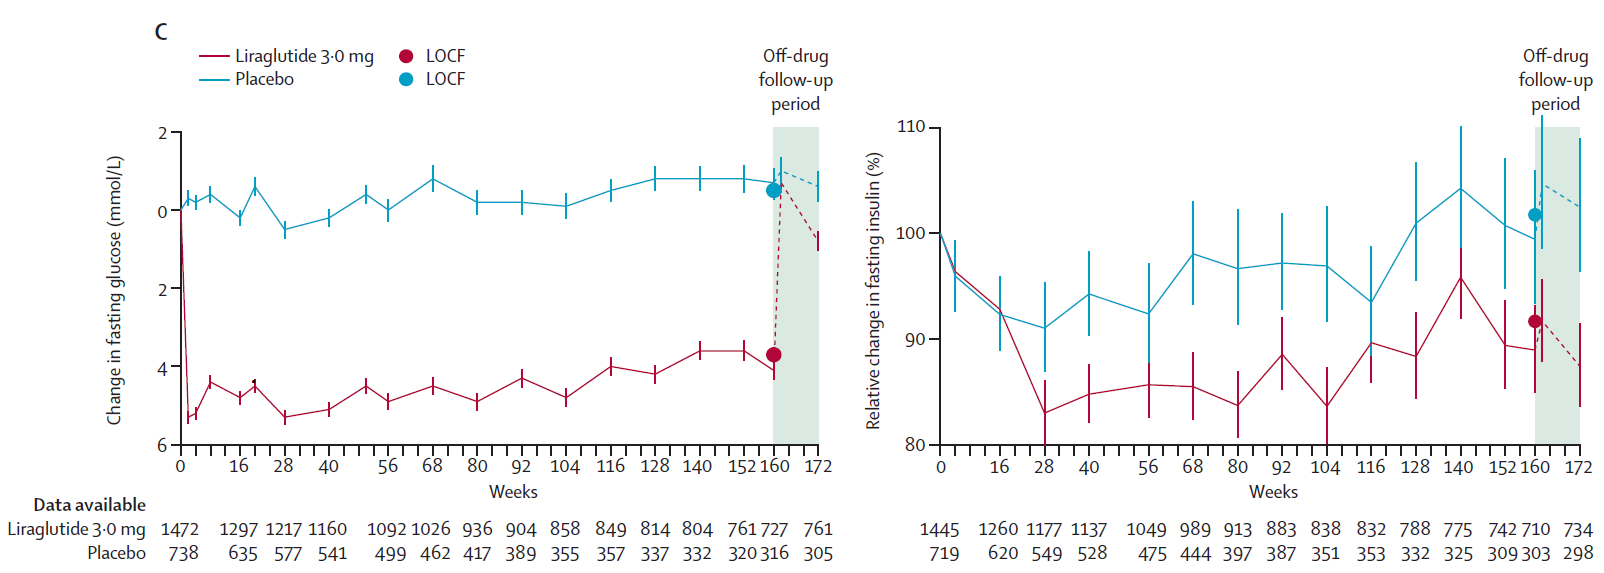 C
Liraglutide 3·0 mg
Placebo
LOCF
LOCF
Off-drug
follow-up
period
Change in fasting glucose (mmol/L)
2
0
2
4
6
0 16 28 40 56 68 80 92 104 116 128 140 152 160 172
Weeks
Off-drug
follow-up
period
Relative change in fasting insulin (%)
110
100
90
80
0 16 28 40 56 68 80 92 104 116 128 140 152 160 172
Weeks
Data available
Liraglutide 3·0 mg 1472 1297 1217 1160 1092 1026 936 904 858 849 814 804 761 727 761 1445 1260 1177 1137 1049 989 913 883 838 832 788 775 742 710 734
Placebo 738 635 577 541 499 462 417 389 355 357 337 332 320 316 305 719 620 549 528 475 444 397 387 351 353 332 325 309 303 298